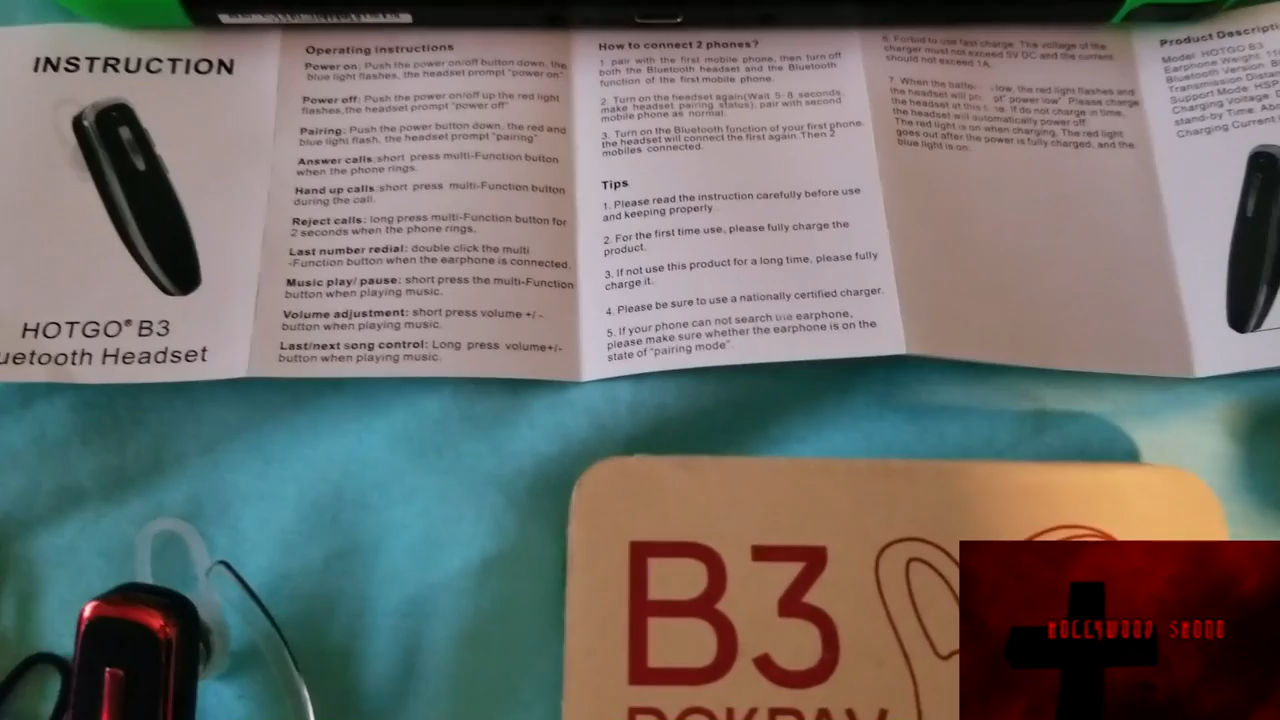 INSTRUCTION
HOTGO® B3
uetooth Headset
Operating instructions
Power on: Push the power on/off button down, the
blue light flashes, the headset prompt "power on"
Power off: Push the power on/off up the red light
flashes, the headset prompt "power off"
Pairing: Push the power button down, the red and
blue light flash, the headset prompt "pairing"
Answer calls: short press multi-Function button
when the phone rings.
Hand up calls: short press multi-Function button
during the call.
Reject calls: long press multi-Function button for
2 seconds when the phone rings.
Last number redial: double click the multi
-Function button when the earphone is connected.
Music play/ pause: short press the multi-Function
button when playing music.
Volume adjustment: short press volume +/-
button when playing music.
Last/next song control: Long press volume+/-
button when playing music.
How to connect 2 phones?
1. pair with the first mobile phone, then turn off
both the Bluetooth headset and the Bluetooth
function of the first mobile phone.
2. Turn on the headset again(Wait 5-8 seconds,
make headset pairing status), pair with second
mobile phone as normal.
3. Turn on the Bluetooth function of your first phone.
the headset will connect the first again. Then 2
mobiles connected.
Tips
1. Please read the instruction carefully before use
and keeping properly
2. For the first time use, please fully charge the
product.
3. If not use this product for a long time, please fully
charge it.
4. Please be sure to use a nationally certified charger.
5. If your phone can not search the earphone,
please make sure whether the earphone is on the
state of "pairing mode"
6. Forbid to use fast charge. The voltage of the
charger must not exceed 5V DC and the current
should not exceed 1A.
7. When the low, the red light flashes and
the headset will of "power low" Please charge
the headset at this If do not charge in time,
the headset will automatically power off.
The red light is on when charging, The red light
goes out after the power is fully charged, and the
blue light is on.
Product Descripti
Model: HOTGO B3
Earphone Weight: 
Bluetooth Version: B
Transmission Distan
Support Mode: HSP
Charging Voltage: D
stand-by Time: Abo
Charging Current
B3